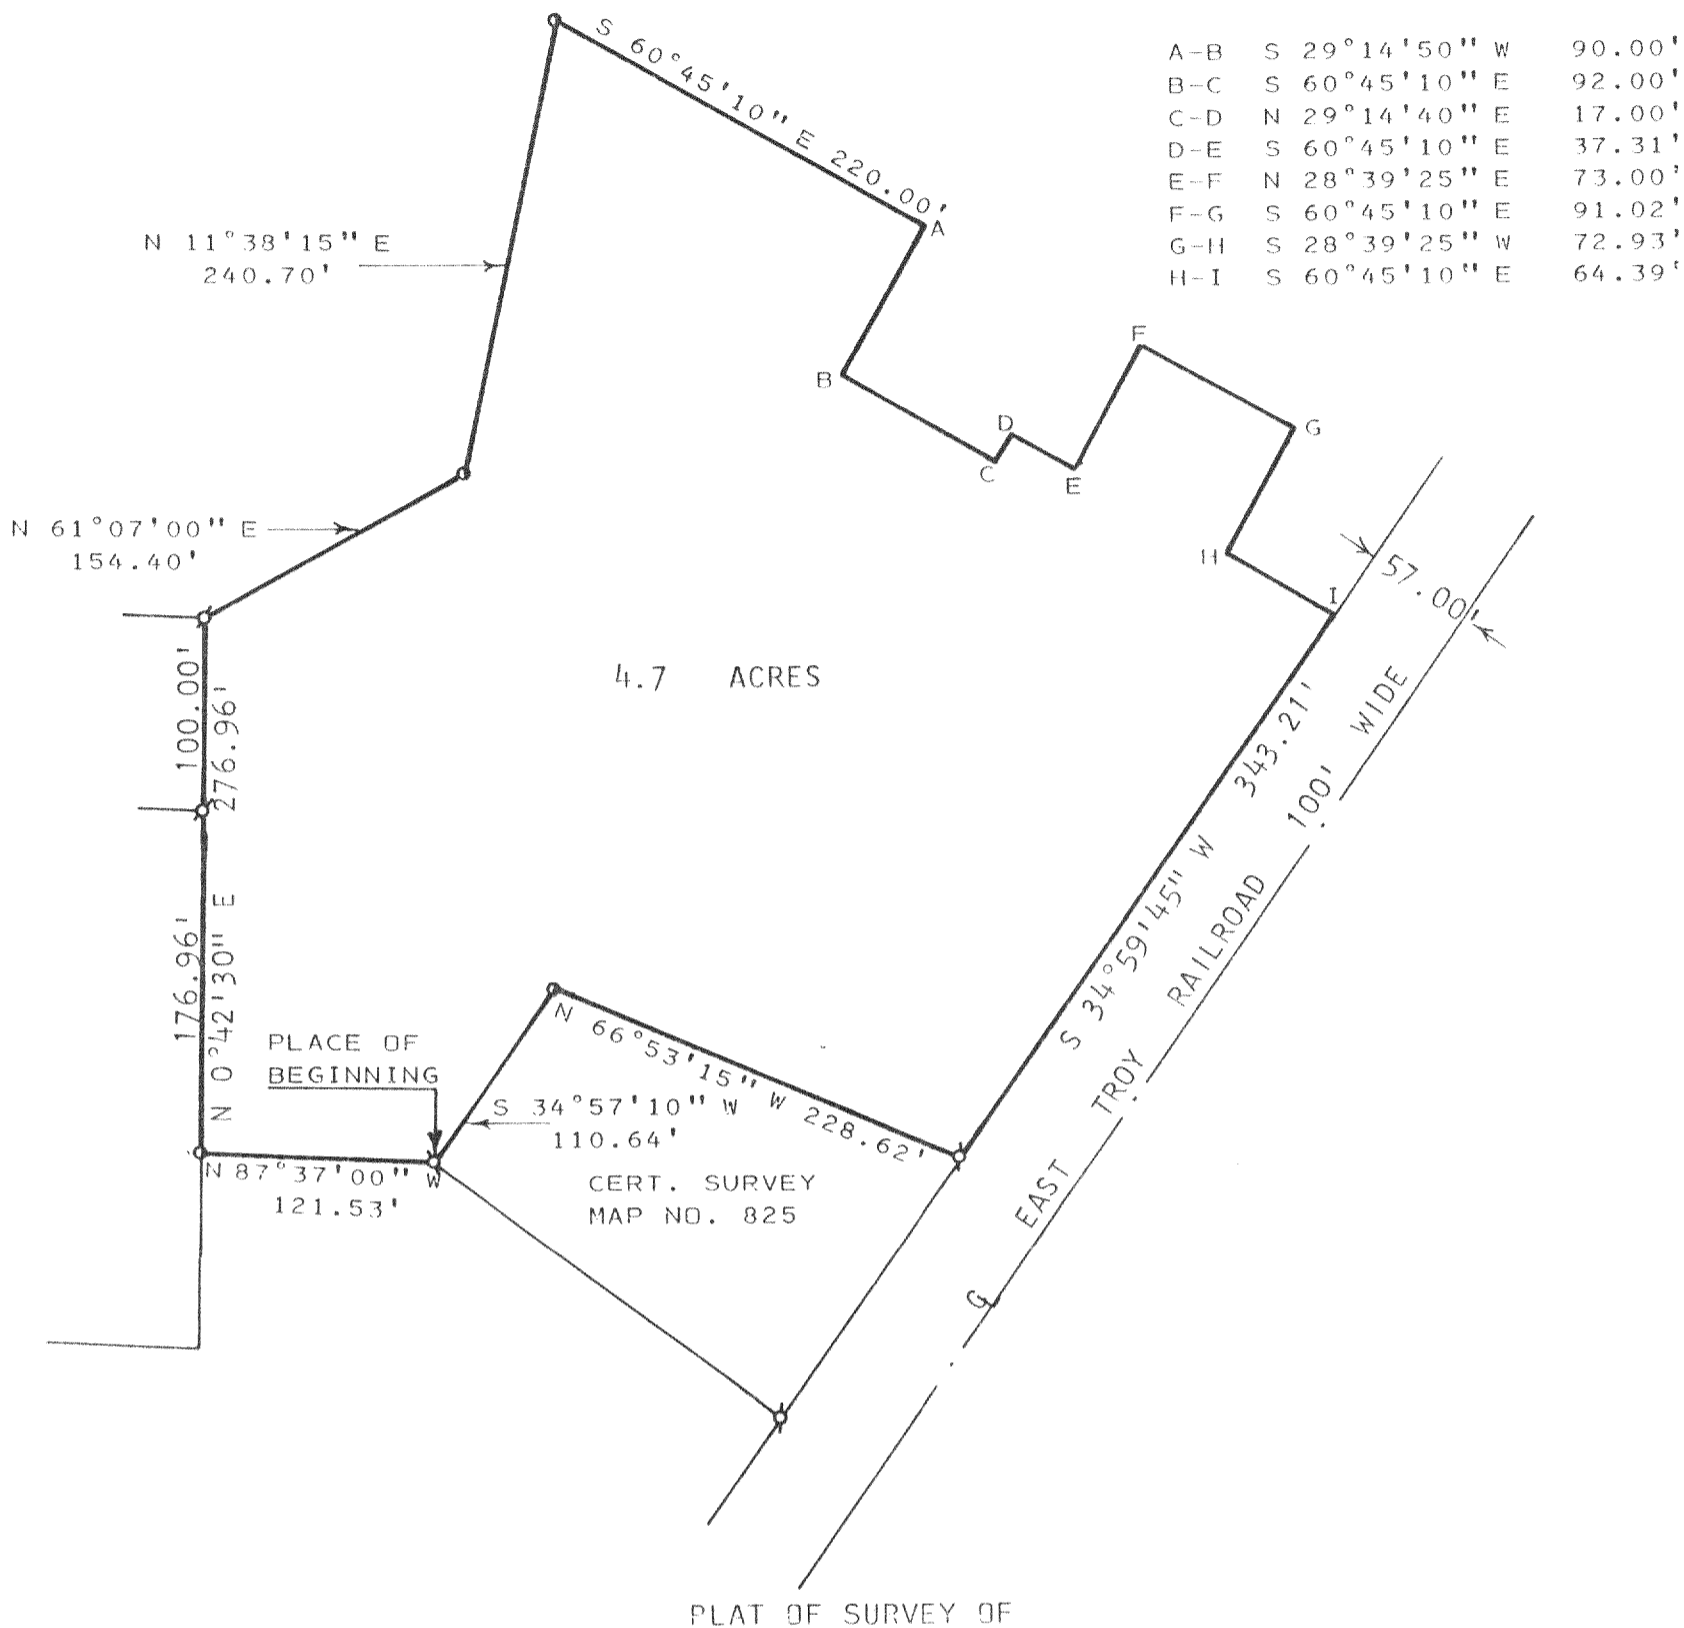 A-B S 29°14'50" W 90.00'
B-C S 60°45'10" E 92.00'
C-D N 29°14'40" E 17.00'
D-E S 60°45'10" E 37.31'
E-F N 28°39'25" E 73.00'
F-G S 60°45'10" E 91.02'
G-H S 28°39'25" W 72.93'
H-I S 60°45'10" E 64.39'
S 60°45'10" E 220.00'
A
N 11°38'15" E
240.70'
B
F
D
G
C
E
N 61°07'00" E
154.40'
H
I
57.00'
4.7 ACRES
100.00'
276.96'
S 34°59'45" W 343.21'
176.96'
N 0°42'30" E
PLACE OF
BEGINNING
N 66°53'15" W 228.62'
S 34°57'10" W
110.64'
N 87°37'00" W
121.53'
CERT. SURVEY
MAP NO. 825
EAST TROY RAILROAD 100' WIDE
PLAT OF SURVEY OF